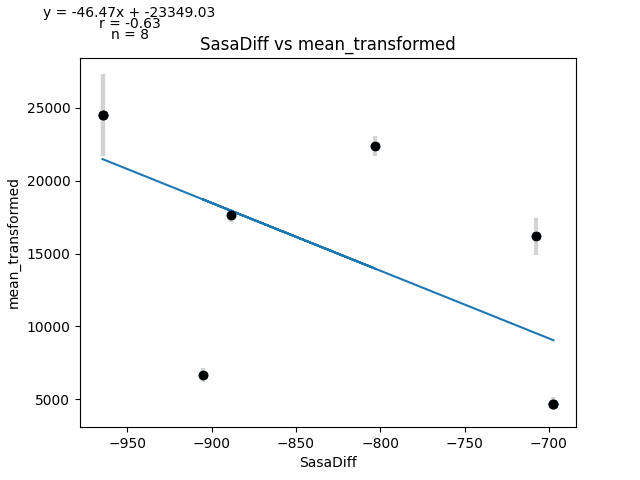 y = -46.47x + -23349.03
r = -0.63
n = 8
SasaDiff vs mean_transformed
25000
20000
15000
10000
5000
mean_transformed
−950
−900
−850
−800
−750
−700
SasaDiff